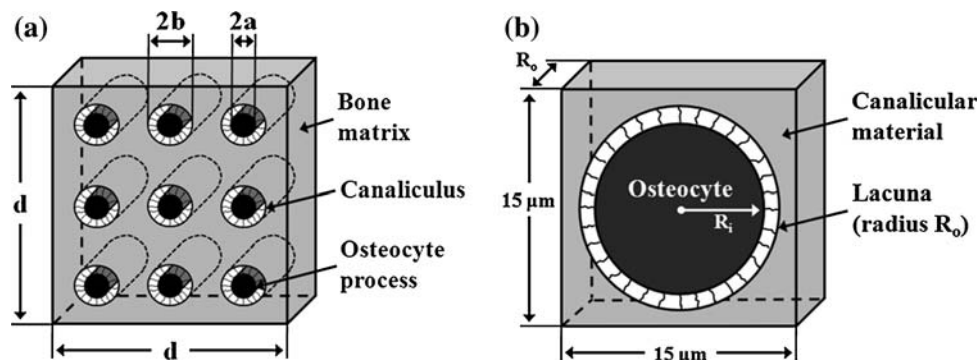 (a)
2b
2a
d
d
Bone
matrix
Canaliculus
Osteocyte
process
(b)
Rₒ
15 µm
15 µm
Osteocyte
Rᵢ
Canalicular
material
Lacuna
(radius Rₒ)